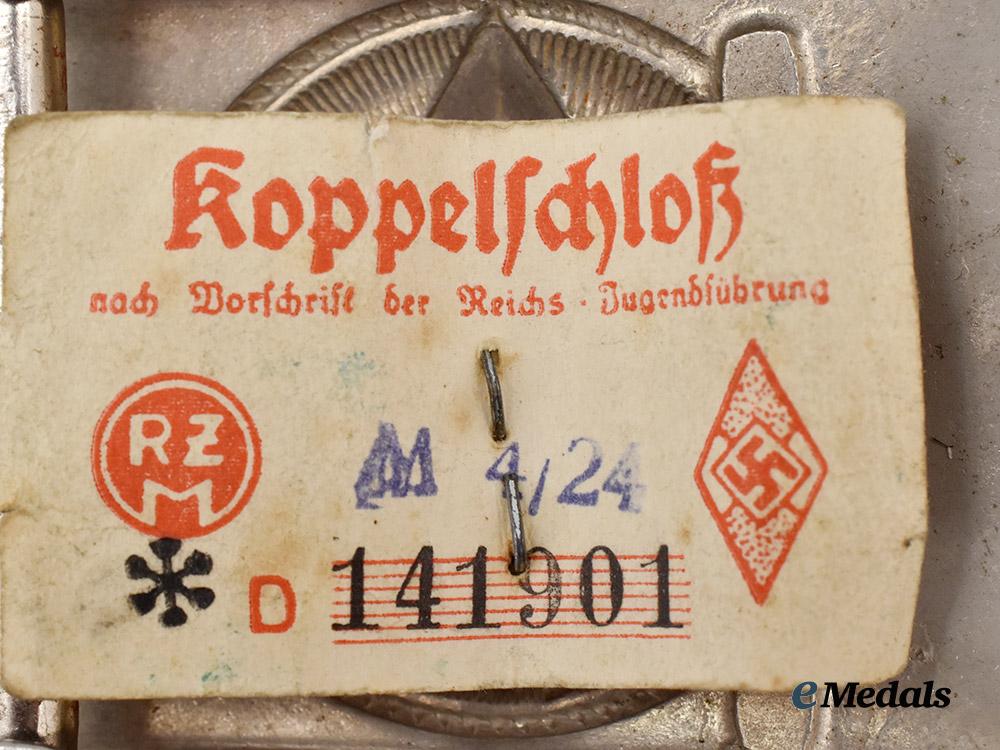 Koppelschloß
nach Vorschrift der Reichs-Jugendführung
RZM
M 4/24
* D 141901
eMedals